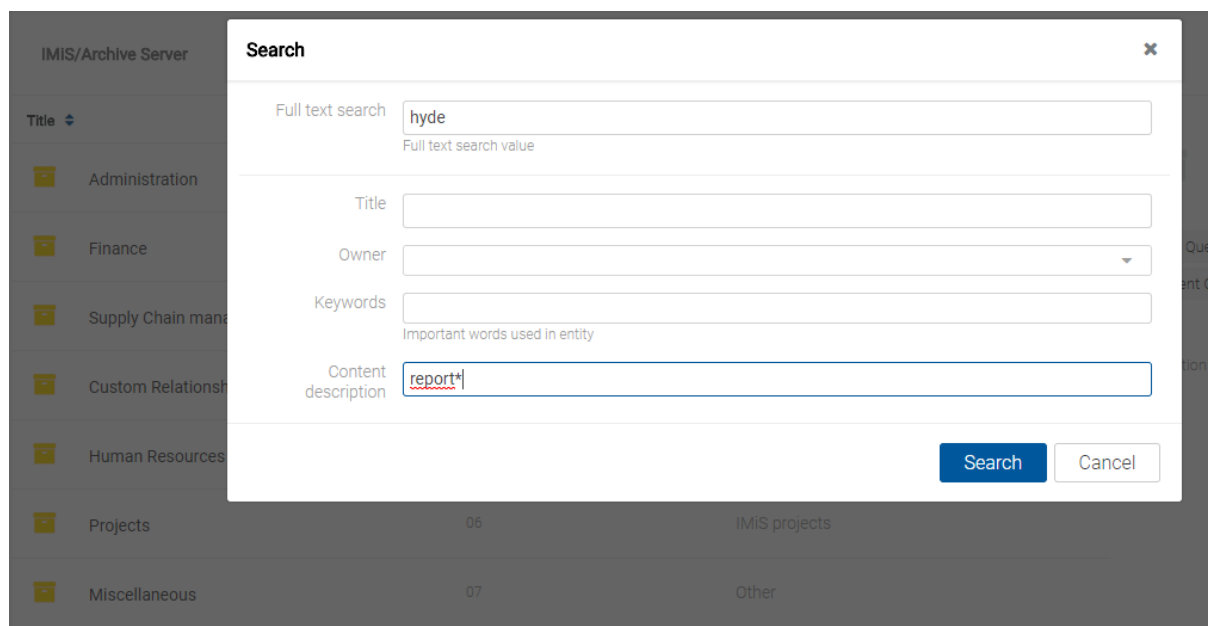 IMiS/Archive Server
Search
Full text search
hyde
Full text search value
Title
Title
Administration
Owner
Finance
Que
Keywords
Important words used in entity
Supply Chain mana
Content
description
report*
Custom Relationsh
tion
Human Resources
Search
Cancel
Projects
06
IMiS projects
Miscellaneous
07
Other